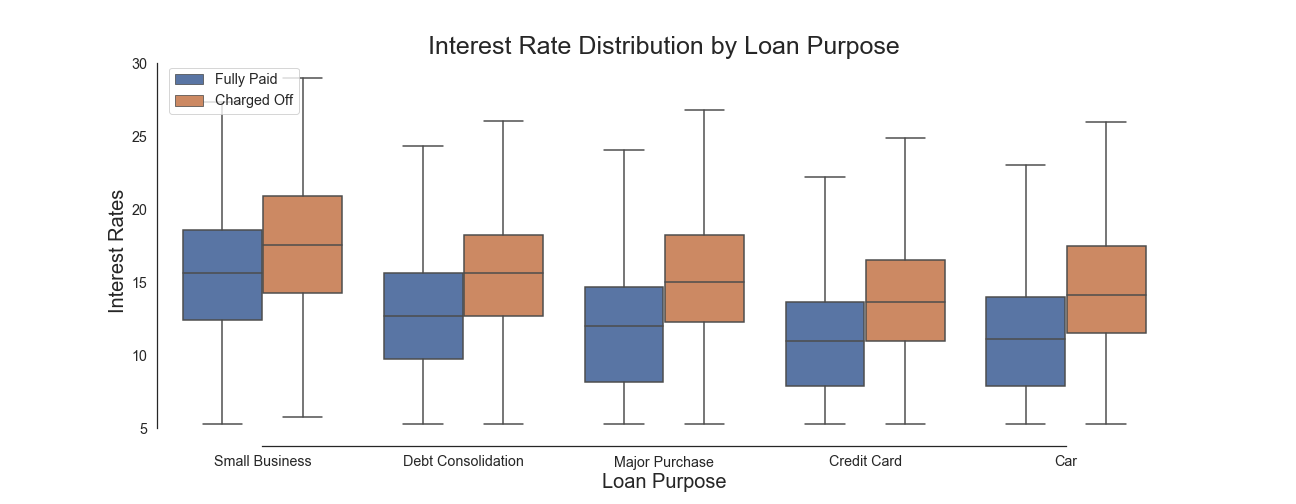 Interest Rate Distribution by Loan Purpose
Fully Paid
Charged Off
Interest Rates
30
25
20
15
10
5
Small Business
Debt Consolidation
Major Purchase
Credit Card
Car
Loan Purpose